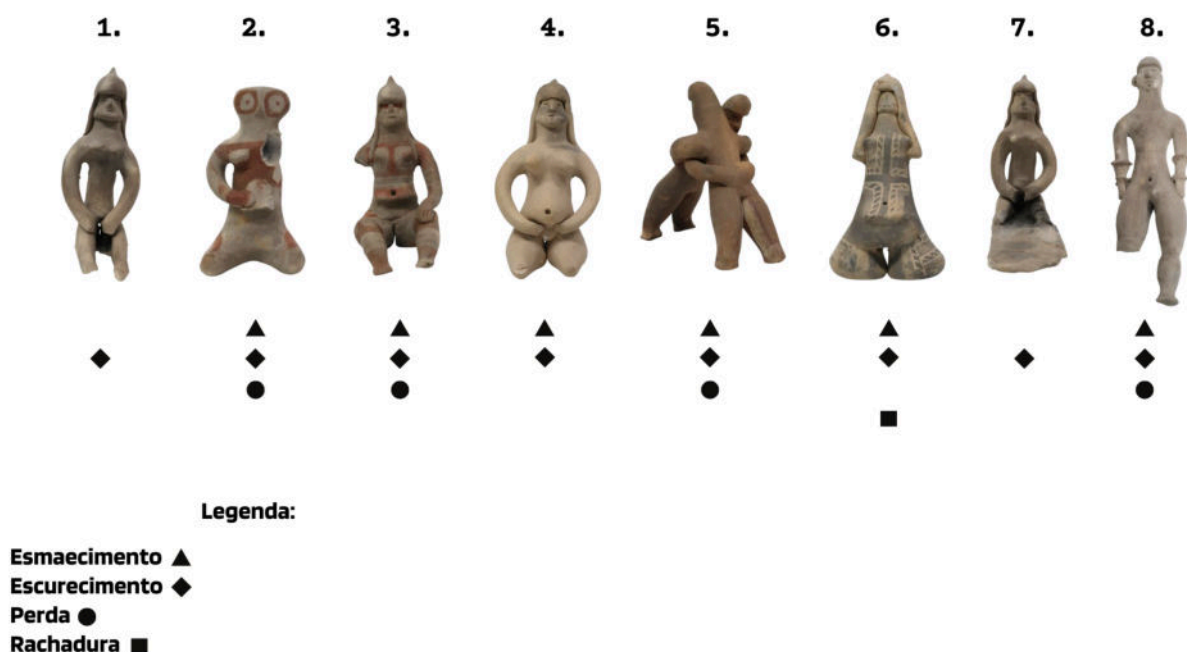 1. 2. 3. 4. 5. 6. 7. 8.
Legenda:
Esmaecimento ▲
Escurecimento ◆
Perda ●
Rachadura ■